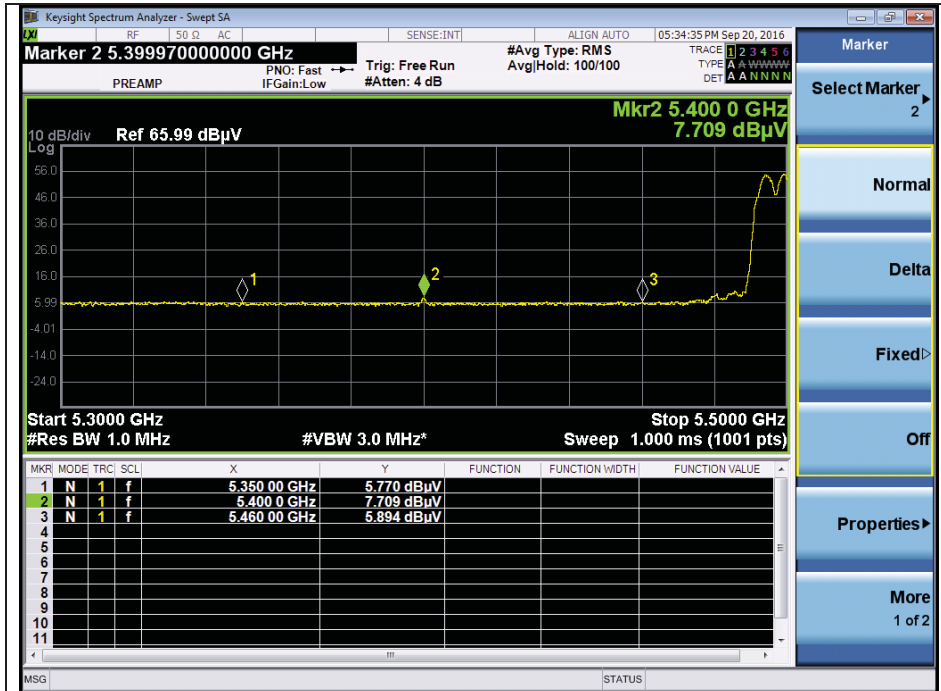 Keysight Spectrum Analyzer - Swept SA
LXI RF 50 Ω AC SENSE:INT ALIGN AUTO 05:34:35 PM Sep 20, 2016
Marker 2 5.399970000000 GHz
PREAMP
PNO: Fast
IFGain:Low
Trig: Free Run
#Atten: 4 dB
#Avg Type: RMS
Avg|Hold: 100/100
TRACE 1 2 3 4 5 6
TYPE A A W W W W
DET A A N N N N
Mkr2 5.400 0 GHz
7.709 dBµV
10 dB/div Ref 65.99 dBµV
Log
56.0
46.0
36.0
26.0
16.0
5.99
-4.01
-14.0
-24.0
1
2
3
Start 5.3000 GHz Stop 5.5000 GHz
#Res BW 1.0 MHz #VBW 3.0 MHz* Sweep 1.000 ms (1001 pts)
MKR MODE TRC SCL X Y FUNCTION FUNCTION WIDTH FUNCTION VALUE
1 N 1 f 5.350 00 GHz 5.770 dBµV
2 N 1 f 5.400 0 GHz 7.709 dBµV
3 N 1 f 5.460 00 GHz 5.894 dBµV
4
5
6
7
8
9
10
11
MSG STATUS
Marker
Select Marker
2
Normal
Delta
Fixed
Off
Properties
More
1 of 2